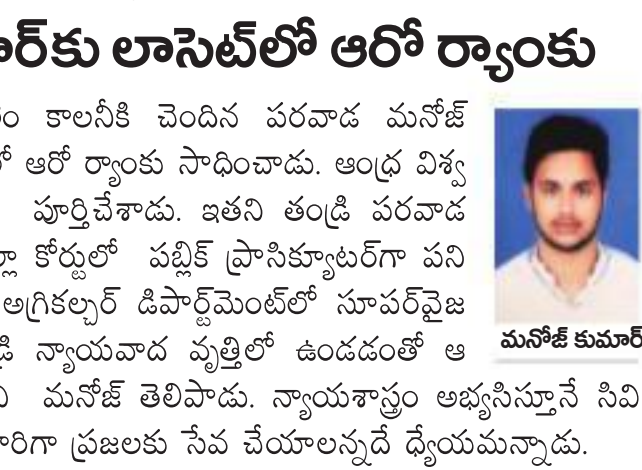 ర్‌కు లాసెట్‌లో ఆరో ర్యాంకు
కాలనీకి చెందిన పరవాడ మనోజ్
ఆరో ర్యాంకు సాధించాడు. ఆంధ్ర విశ్వ
పూర్తిచేశాడు. ఇతని తండ్రి పరవాడ
కోర్టులో పబ్లిక్ ప్రాసిక్యూటర్‌గా పని
అగ్రికల్చర్ డిపార్ట్‌మెంట్‌లో సూపర్‌వైజ
న్యాయవాద వృత్తిలో ఉండడంతో ఆ
మనోజ్ తెలిపాడు. న్యాయశాస్త్రం అభ్యసిస్తూనే సివి
రిగా ప్రజలకు సేవ చేయాలన్నదే ధ్యేయమన్నాడు.
మనోజ్ కుమార్